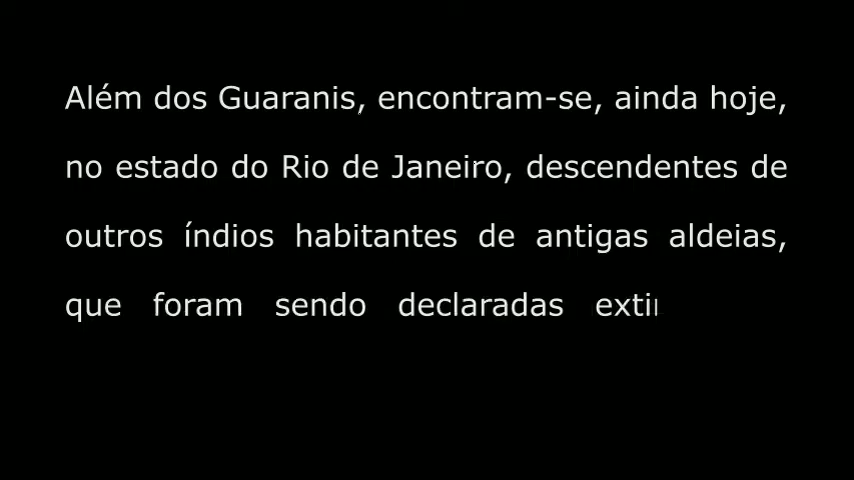 Além dos Guaranis, encontram-se, ainda hoje,
no estado do Rio de Janeiro, descendentes de
outros índios habitantes de antigas aldeias,
que foram sendo declaradas